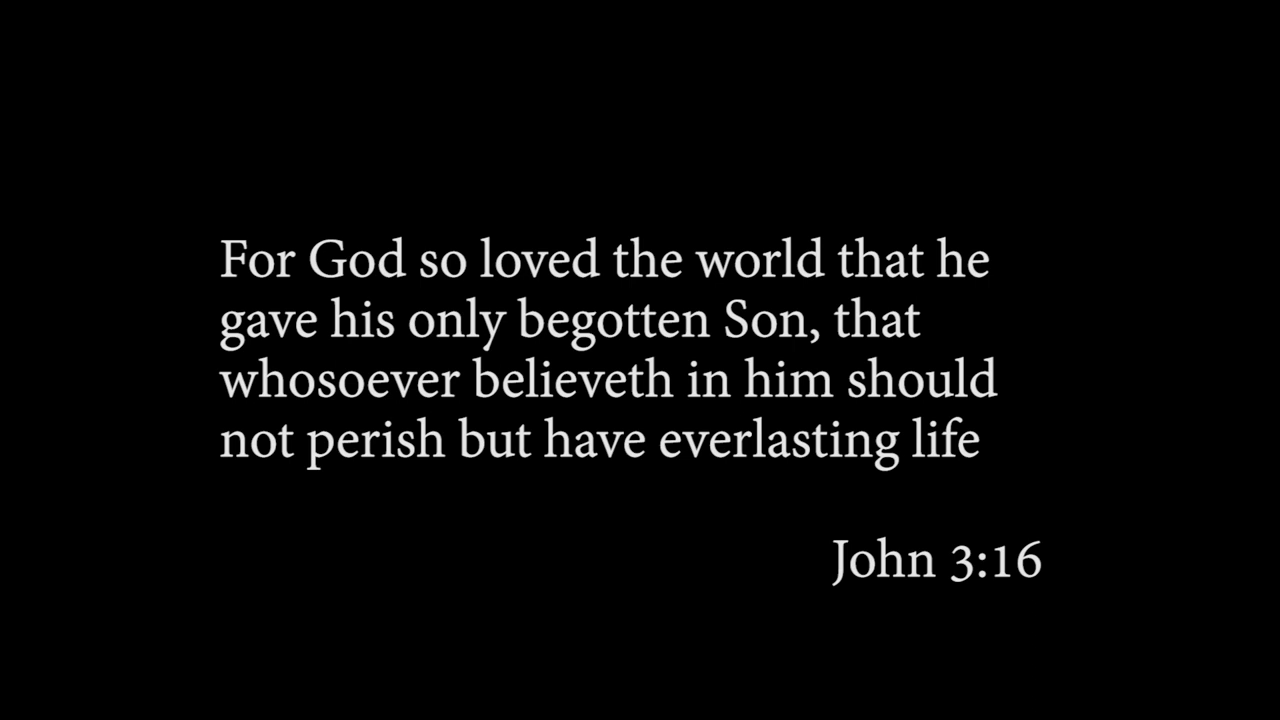 For God so loved the world that he
gave his only begotten Son, that
whosoever believeth in him should
not perish but have everlasting life
John 3:16